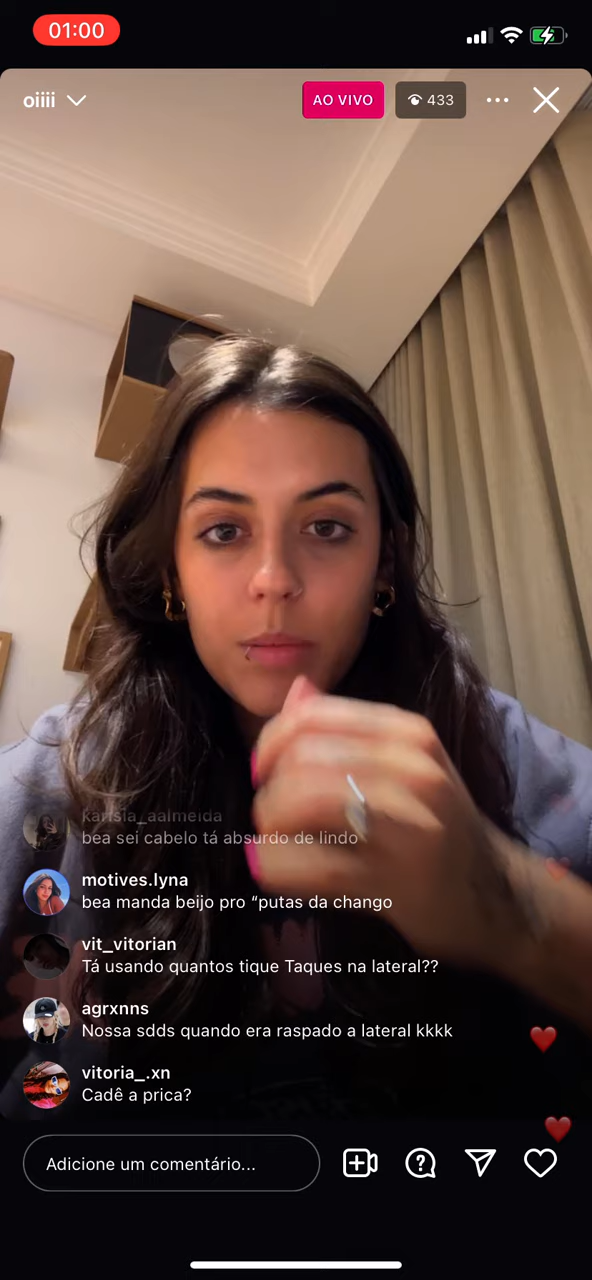 01:00
oiiii
AO VIVO
433
karisia_aalmeida
bea sei cabelo tá absurdo de lindo
motives.lyna
bea manda beijo pro “putas da chango
vit_vitorian
Tá usando quantos tique Taques na lateral??
agrxnns
Nossa sdds quando era raspado a lateral kkkk
vitoria_.xn
Cadê a prica?
Adicione um comentário...